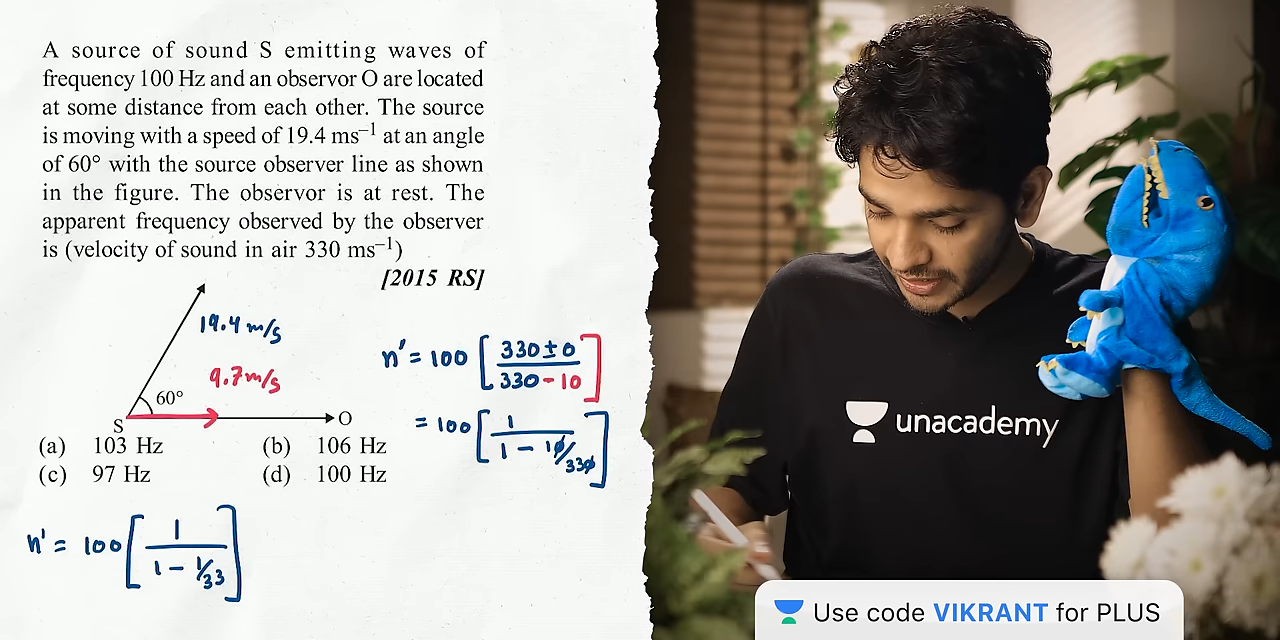 A source of sound S emitting waves of
frequency 100 Hz and an observor O are located
at some distance from each other. The source
is moving with a speed of 19.4 ms⁻¹ at an angle
of 60° with the source observer line as shown
in the figure. The observor is at rest. The
apparent frequency observed by the observer
is (velocity of sound in air 330 ms⁻¹)
[2015 RS]
19.4 m/s
9.7 m/s
60°
S
O
(a) 103 Hz (b) 106 Hz
(c) 97 Hz (d) 100 Hz
n' = 100 [ (330 ± 0) / (330 - 10) ]
= 100 [ 1 / (1 - 10/330) ]
n' = 100 [ 1 / (1 - 1/33) ]
unacademy
Use code VIKRANT for PLUS